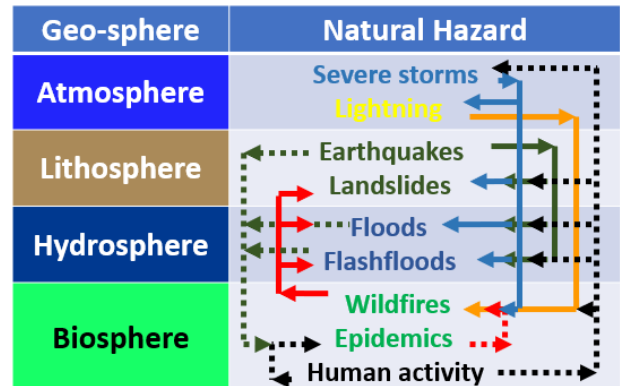 Geo-sphere Natural Hazard
Atmosphere
Severe storms
Lightning
Lithosphere
Earthquakes
Landslides
Hydrosphere
Floods
Flashfloods
Biosphere
Wildfires
Epidemics
Human activity